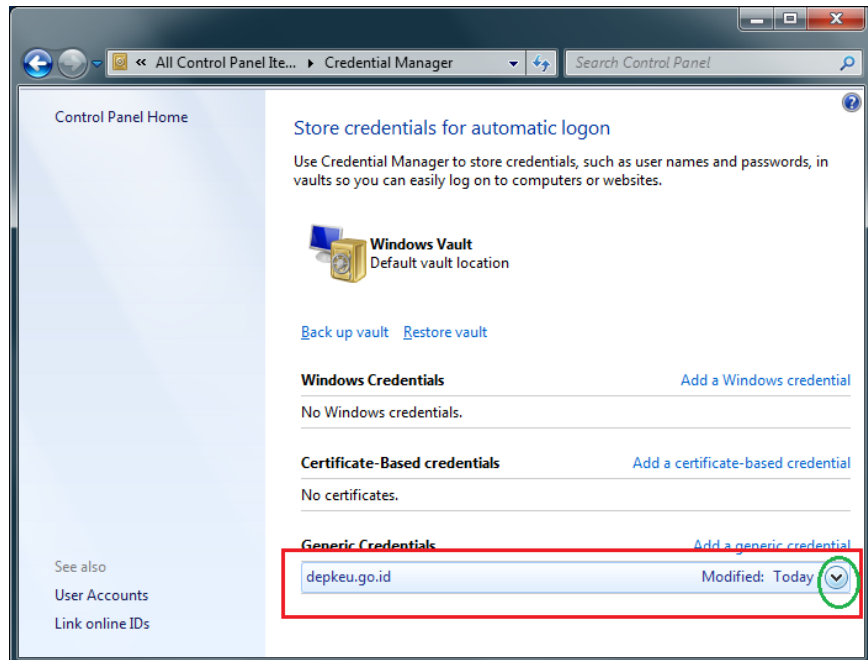 « All Control Panel Ite... ▸ Credential Manager
Search Control Panel
Control Panel Home
Store credentials for automatic logon
Use Credential Manager to store credentials, such as user names and passwords, in
vaults so you can easily log on to computers or websites.
Windows Vault
Default vault location
Back up vault Restore vault
Windows Credentials Add a Windows credential
No Windows credentials.
Certificate-Based credentials Add a certificate-based credential
No certificates.
Generic Credentials Add a generic credential
depkeu.go.id Modified: Today
See also
User Accounts
Link online IDs